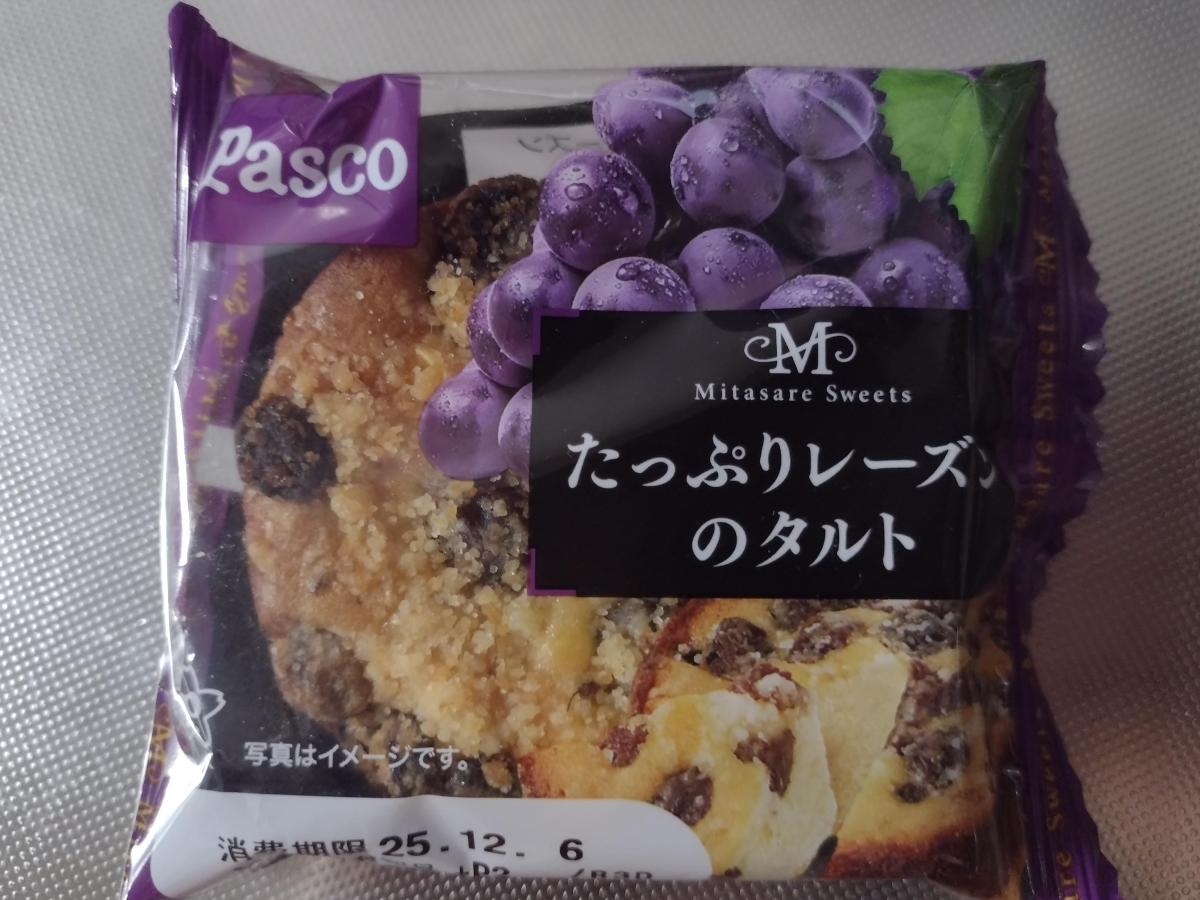 Pasco
M
Mitasare Sweets
たっぷりレーズン
のタルト
写真はイメージです。
消費期限 25.12. 6
Sweets